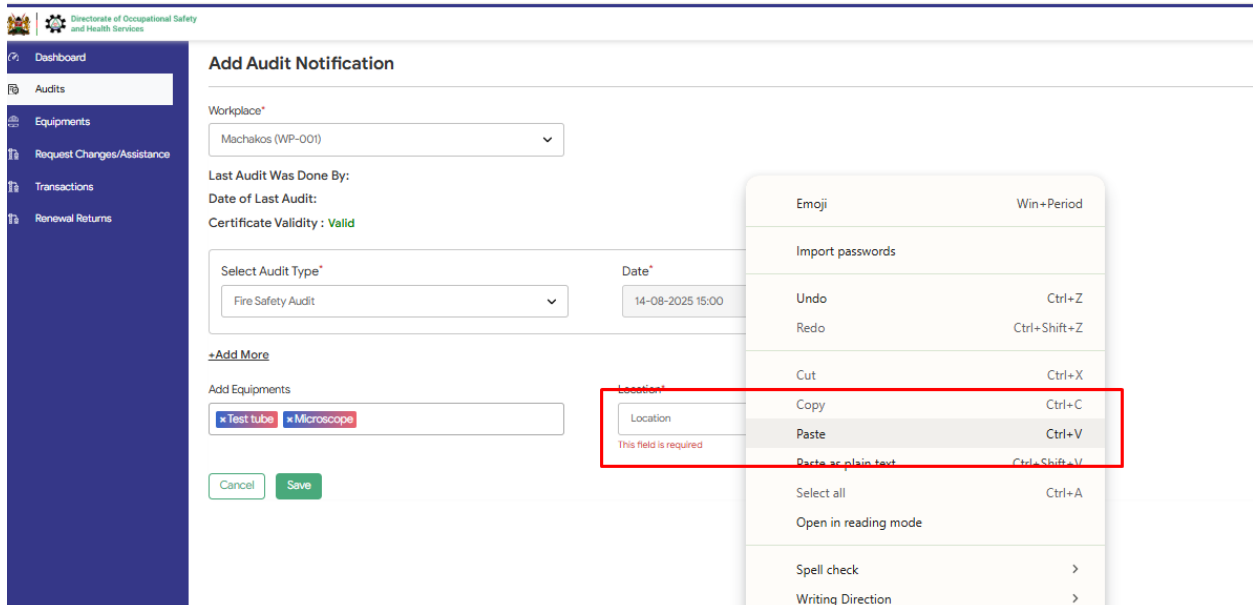 Directorate of Occupational Safety
and Health Services
Dashboard
Audits
Equipments
Request Changes/Assistance
Transactions
Renewal Returns
Add Audit Notification
Workplace*
Machakos (WP-001)
Last Audit Was Done By:
Date of Last Audit:
Certificate Validity : Valid
Select Audit Type*
Fire Safety Audit
Date*
14-08-2025 15:00
+Add More
Add Equipments
×Test tube ×Microscope
Location*
Location
This field is required
Cancel Save
Emoji Win+Period
Import passwords
Undo Ctrl+Z
Redo Ctrl+Shift+Z
Cut Ctrl+X
Copy Ctrl+C
Paste Ctrl+V
Paste as plain text Ctrl+Shift+V
Select all Ctrl+A
Open in reading mode
Spell check
Writing Direction